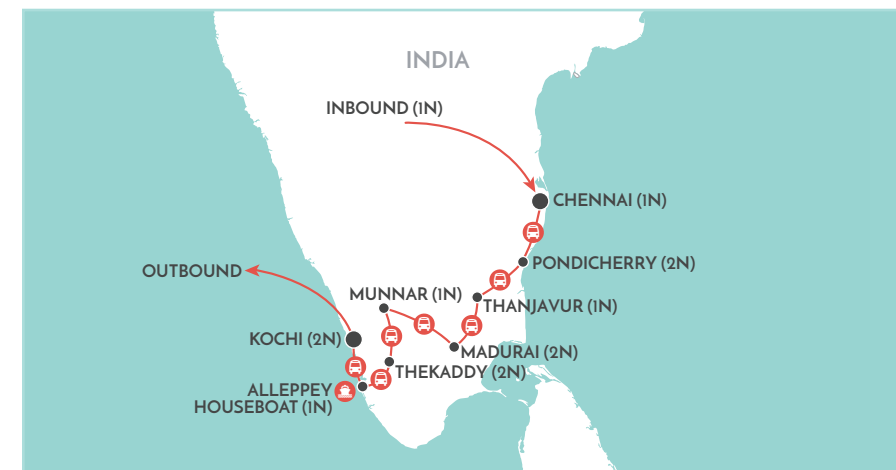 INDIA
INBOUND (1N)
CHENNAI (1N)
PONDICHERRY (2N)
OUTBOUND
MUNNAR (1N)
THANJAVUR (1N)
KOCHI (2N)
MADURAI (2N)
THEKADDY (2N)
ALLEPPEY
HOUSEBOAT (1N)